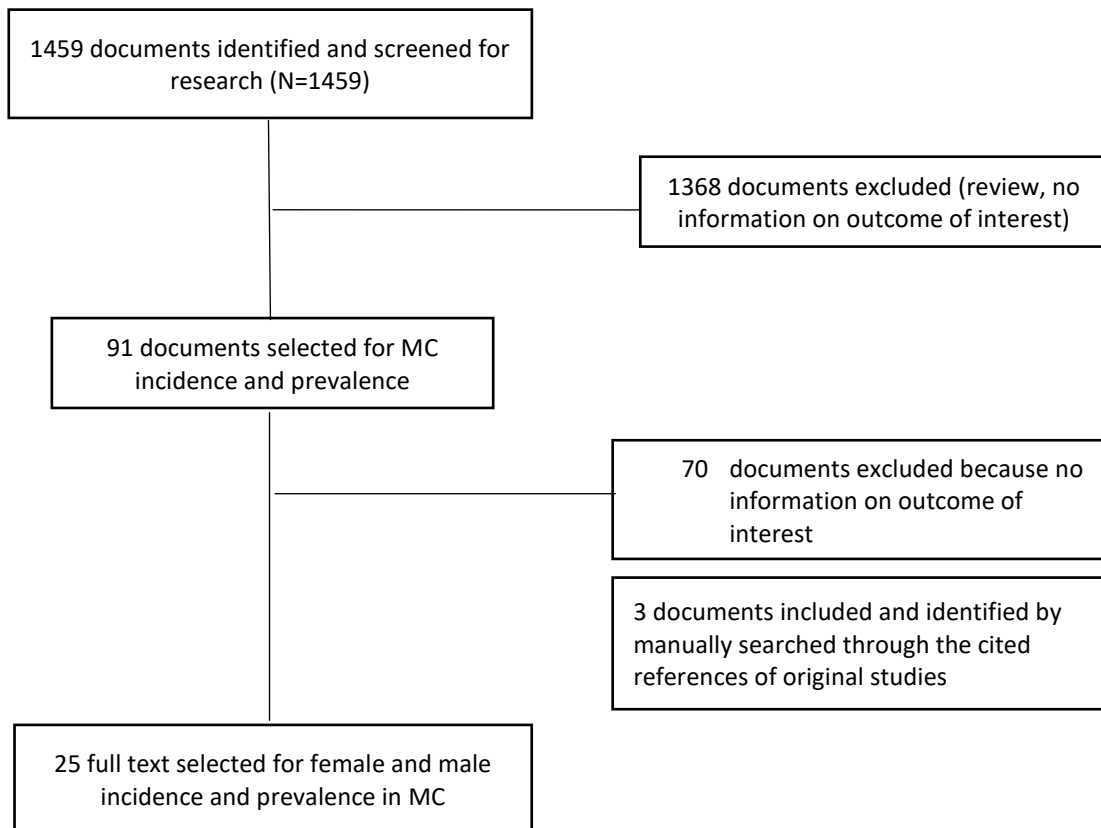 1459 documents identified and screened for
research (N=1459)
1368 documents excluded (review, no
information on outcome of interest)
91 documents selected for MC
incidence and prevalence
70 documents excluded because no
information on outcome of
interest
3 documents included and identified by
manually searched through the cited
references of original studies
25 full text selected for female and male
incidence and prevalence in MC